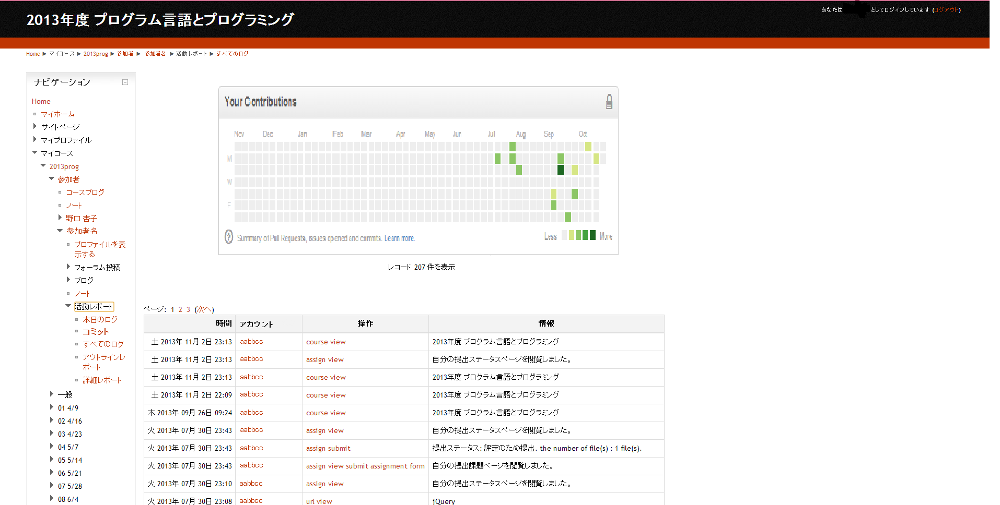 2013年度 プログラム言語とプログラミング
あなたは
としてログインしています (ログアウト)
Home ▶ マイコース ▶ 2013prog ▶ 参加者 ▶ 参加者名 ▶ 活動レポート ▶ すべてのログ
ナビゲーション
Home
マイホーム
サイトページ
マイプロファイル
マイコース
2013prog
参加者
コースブログ
ノート
野口 杏子
参加者名
プロファイルを表
示する
フォーラム投稿
ブログ
ノート
活動レポート
本日のログ
コミット
すべてのログ
アウトラインレ
ポート
詳細レポート
一般
01 4/9
02 4/16
03 4/23
04 5/7
05 5/14
06 5/21
07 5/28
08 6/4
Your Contributions
Nov Dec Jan Feb Mar Apr May Jun Jul Aug Sep Oct
M
W
F
Summary of Pull Requests, issues opened and commits. Learn more.
Less More
レコード 207 件を表示
ページ: 1 2 3 (次へ)
時間 アカウント 操作 情報
土 2013年 11月 2日 23:13 aabbcc course view 2013年度 プログラム言語とプログラミング
土 2013年 11月 2日 23:13 aabbcc assign view 自分の提出ステータスページを閲覧しました。
土 2013年 11月 2日 23:13 aabbcc course view 2013年度 プログラム言語とプログラミング
土 2013年 11月 2日 22:09 aabbcc course view 2013年度 プログラム言語とプログラミング
木 2013年 09月 26日 09:24 aabbcc course view 2013年度 プログラム言語とプログラミング
火 2013年 07月 30日 23:43 aabbcc assign view 自分の提出ステータスページを閲覧しました。
火 2013年 07月 30日 23:43 aabbcc assign submit 提出ステータス: 評定のため提出. the number of file(s) : 1 file(s).
火 2013年 07月 30日 23:43 aabbcc assign view submit assignment form 自分の提出課題ページを閲覧しました。
火 2013年 07月 30日 23:10 aabbcc assign view 自分の提出ステータスページを閲覧しました。
火 2013年 07月 30日 23:08 aabbcc url view jQuery